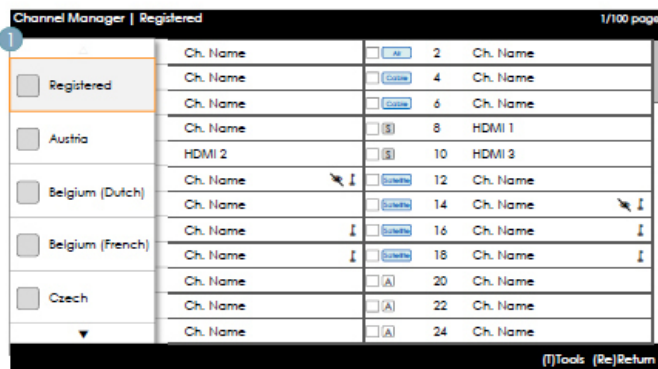 Channel Manager | Registered 1/100 page
1
Registered
Austria
Belgium (Dutch)
Belgium (French)
Czech
▼
Ch. Name Air 2 Ch. Name
Ch. Name Cable 4 Ch. Name
Ch. Name Cable 6 Ch. Name
Ch. Name S 8 HDMI 1
HDMI 2 S 10 HDMI 3
Ch. Name Satellite 12 Ch. Name
Ch. Name Satellite 14 Ch. Name
Ch. Name Satellite 16 Ch. Name
Ch. Name Satellite 18 Ch. Name
Ch. Name A 20 Ch. Name
Ch. Name A 22 Ch. Name
Ch. Name A 24 Ch. Name
(T)Tools (Re)Return